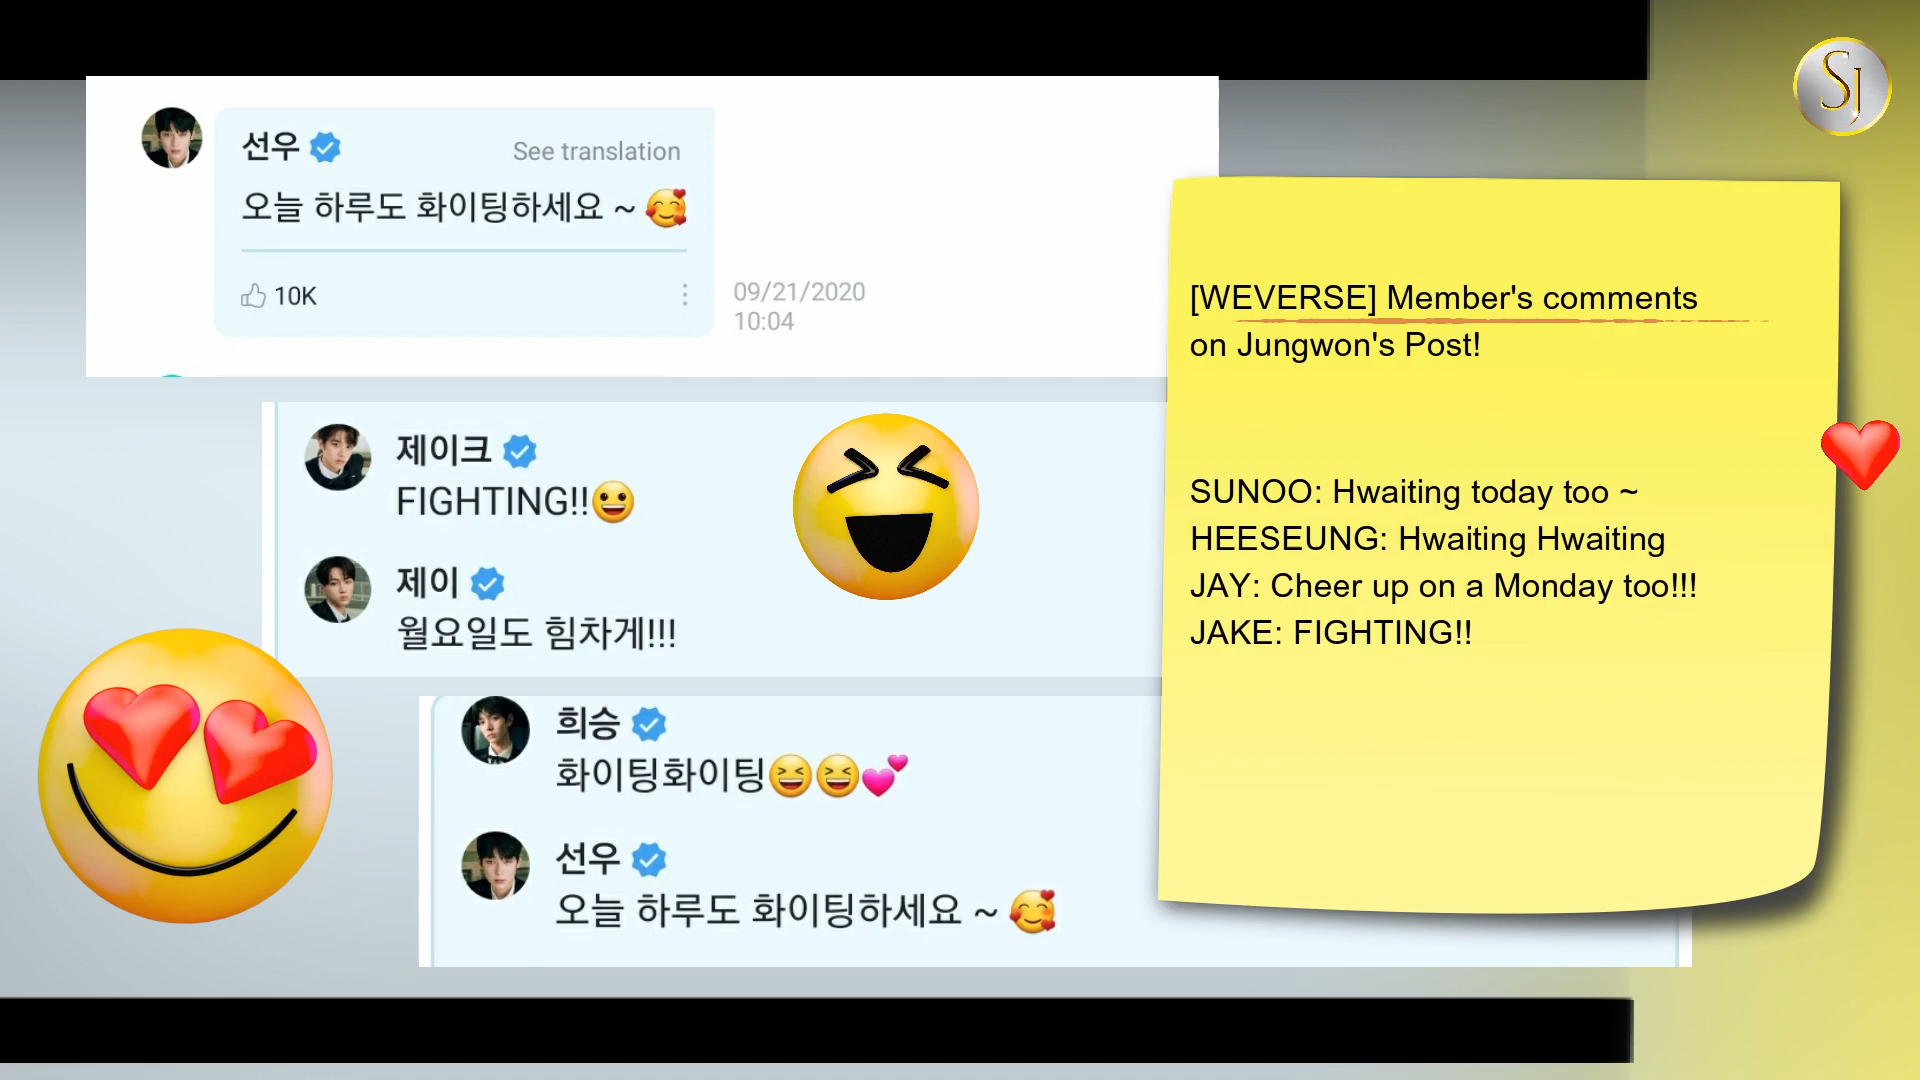 SJ
선우
See translation
오늘 하루도 화이팅하세요 ~ 🥰
10K
09/21/2020
10:04
제이크
FIGHTING!!😀
제이
월요일도 힘차게!!!
희승
화이팅화이팅😆😆💕
선우
오늘 하루도 화이팅하세요 ~ 🥰
[WEVERSE] Member's comments
on Jungwon's Post!
SUNOO: Hwaiting today too ~
HEESEUNG: Hwaiting Hwaiting
JAY: Cheer up on a Monday too!!!
JAKE: FIGHTING!!